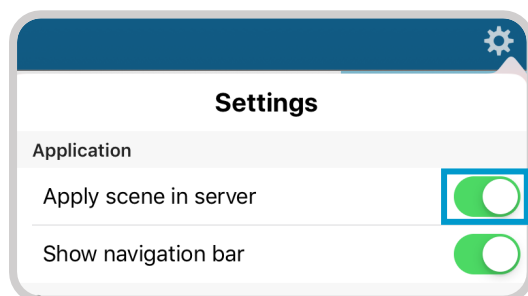 Settings
Application
Apply scene in server
Show navigation bar